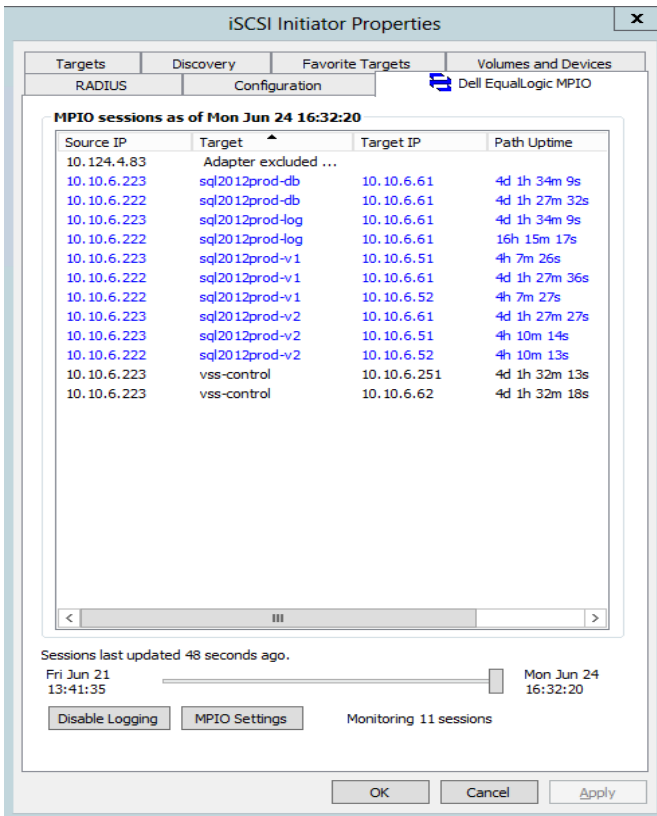 iSCSI Initiator Properties
x
Targets Discovery Favorite Targets Volumes and Devices
RADIUS Configuration Dell EqualLogic MPIO
MPIO sessions as of Mon Jun 24 16:32:20
Source IP Target Target IP Path Uptime
10.124.4.83 Adapter excluded ...
10.10.6.223 sql2012prod-db 10.10.6.61 4d 1h 34m 9s
10.10.6.222 sql2012prod-db 10.10.6.61 4d 1h 27m 32s
10.10.6.223 sql2012prod-log 10.10.6.61 4d 1h 34m 9s
10.10.6.222 sql2012prod-log 10.10.6.61 16h 15m 17s
10.10.6.223 sql2012prod-v1 10.10.6.51 4h 7m 26s
10.10.6.222 sql2012prod-v1 10.10.6.61 4d 1h 27m 36s
10.10.6.222 sql2012prod-v1 10.10.6.52 4h 7m 27s
10.10.6.223 sql2012prod-v2 10.10.6.61 4d 1h 27m 27s
10.10.6.223 sql2012prod-v2 10.10.6.51 4h 10m 14s
10.10.6.222 sql2012prod-v2 10.10.6.52 4h 10m 13s
10.10.6.223 vss-control 10.10.6.251 4d 1h 32m 13s
10.10.6.223 vss-control 10.10.6.62 4d 1h 32m 18s
Sessions last updated 48 seconds ago.
Fri Jun 21 Mon Jun 24
13:41:35 16:32:20
Disable Logging MPIO Settings Monitoring 11 sessions
OK Cancel Apply